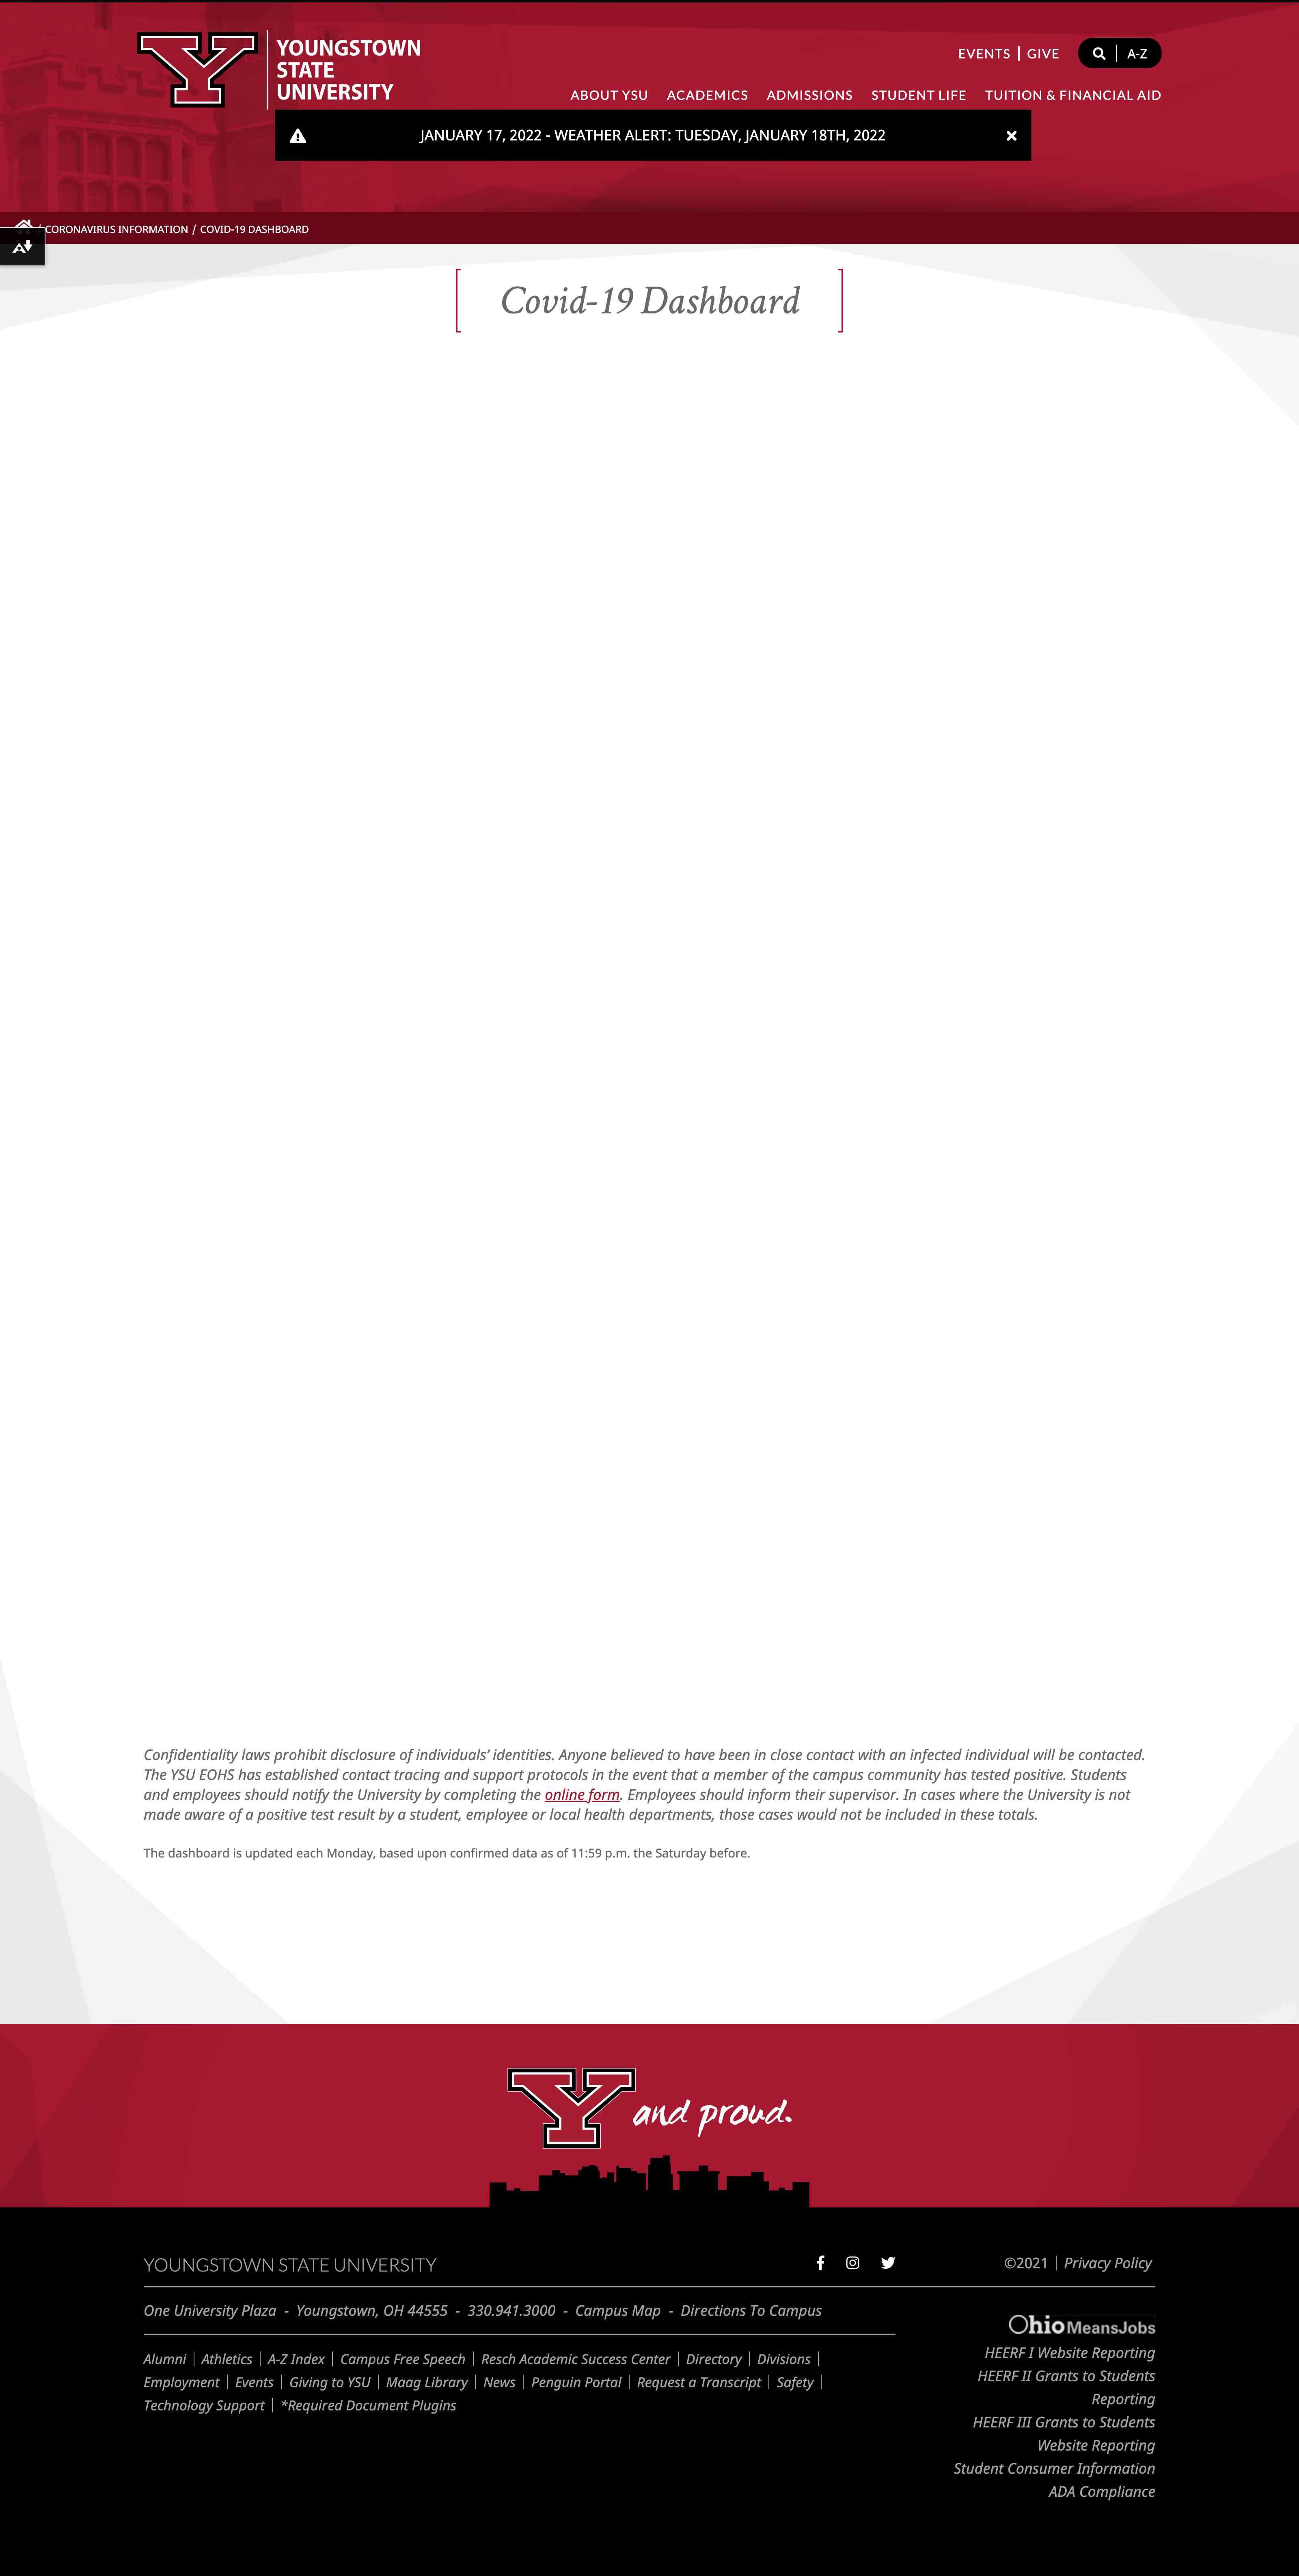 YOUNGSTOWN
STATE
UNIVERSITY
EVENTS GIVE A-Z
ABOUT YSU ACADEMICS ADMISSIONS STUDENT LIFE TUITION & FINANCIAL AID
JANUARY 17, 2022 - WEATHER ALERT: TUESDAY, JANUARY 18TH, 2022
/ CORONAVIRUS INFORMATION / COVID-19 DASHBOARD
Covid-19 Dashboard
Confidentiality laws prohibit disclosure of individuals’ identities. Anyone believed to have been in close contact with an infected individual will be contacted.
The YSU EOHS has established contact tracing and support protocols in the event that a member of the campus community has tested positive. Students
and employees should notify the University by completing the online form. Employees should inform their supervisor. In cases where the University is not
made aware of a positive test result by a student, employee or local health departments, those cases would not be included in these totals.
The dashboard is updated each Monday, based upon confirmed data as of 11:59 p.m. the Saturday before.
Y and proud.
YOUNGSTOWN STATE UNIVERSITY
©2021 | Privacy Policy
One University Plaza - Youngstown, OH 44555 - 330.941.3000 - Campus Map - Directions To Campus
Alumni | Athletics | A-Z Index | Campus Free Speech | Resch Academic Success Center | Directory | Divisions |
Employment | Events | Giving to YSU | Maag Library | News | Penguin Portal | Request a Transcript | Safety |
Technology Support | *Required Document Plugins
OhioMeansJobs
HEERF I Website Reporting
HEERF II Grants to Students
Reporting
HEERF III Grants to Students
Website Reporting
Student Consumer Information
ADA Compliance